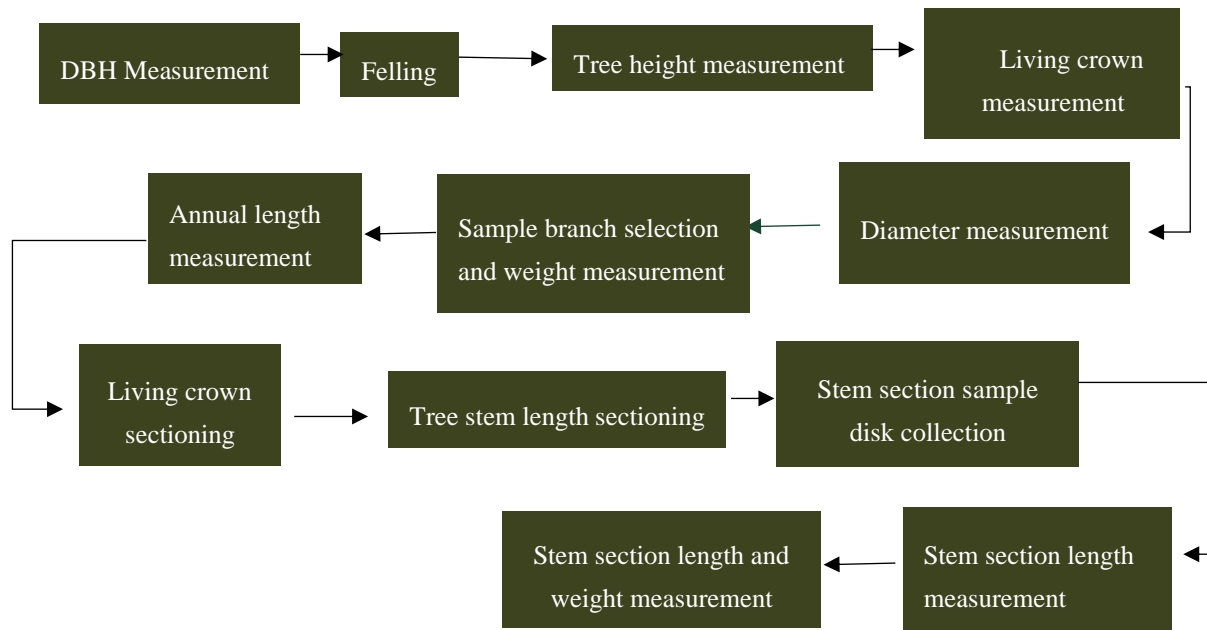 DBH Measurement
Felling
Tree height measurement
Living crown
measurement
Diameter measurement
Sample branch selection
and weight measurement
Annual length
measurement
Living crown
sectioning
Tree stem length sectioning
Stem section sample
disk collection
Stem section length
measurement
Stem section length and
weight measurement